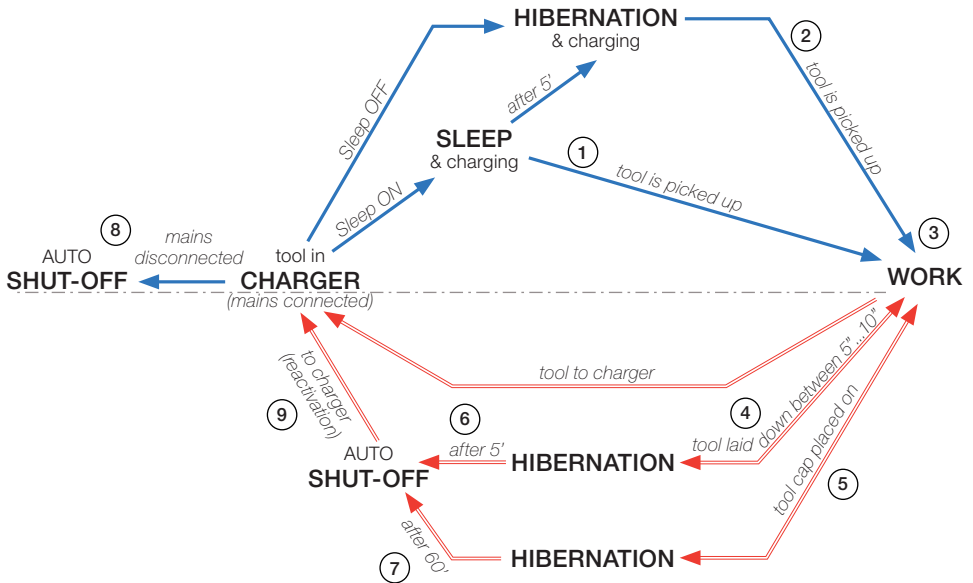 HIBERNATION
& charging
2
tool is picked up
Sleep OFF
after 5'
SLEEP
& charging
1
tool is picked up
Sleep ON
3
WORK
8
AUTO
SHUT-OFF
mains
disconnected
tool in
CHARGER
(mains connected)
tool to charger
to charger
(reactivation)
9
4
tool laid down between 5"...10"
6
after 5'
HIBERNATION
AUTO
SHUT-OFF
5
tool cap placed on
7
after 60'
HIBERNATION